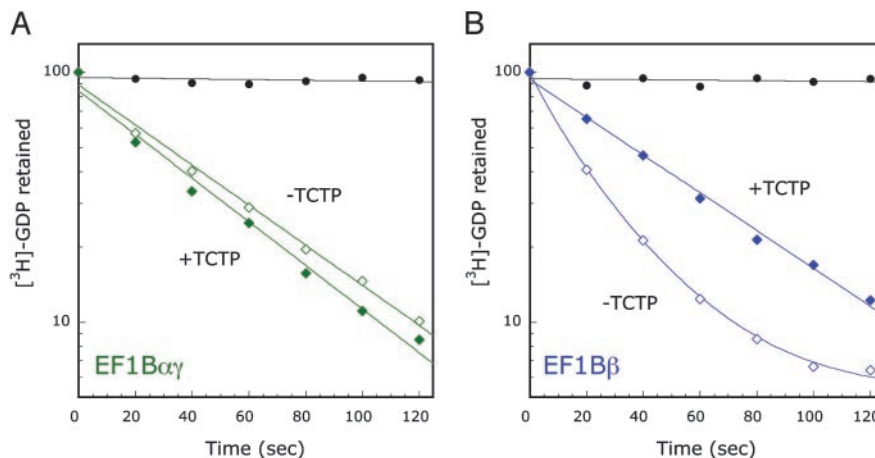 A
B
[³H]-GDP retained
100
10
-TCTP
+TCTP
EF1Bαγ
0 20 40 60 80 100 120
Time (sec)
[³H]-GDP retained
100
10
+TCTP
-TCTP
EF1Bβ
0 20 40 60 80 100 120
Time (sec)